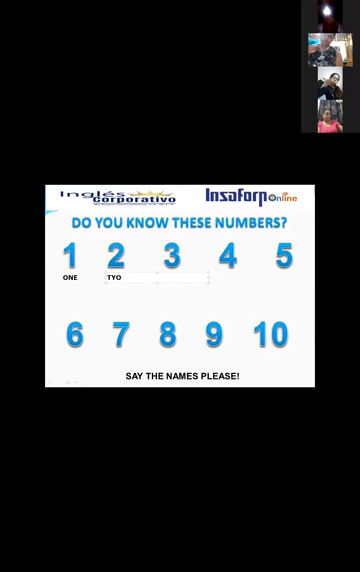 Inglés Corporativo
Insaforp Online
DO YOU KNOW THESE NUMBERS?
1 2 3 4 5
ONE TYO
6 7 8 9 10
SAY THE NAMES PLEASE!